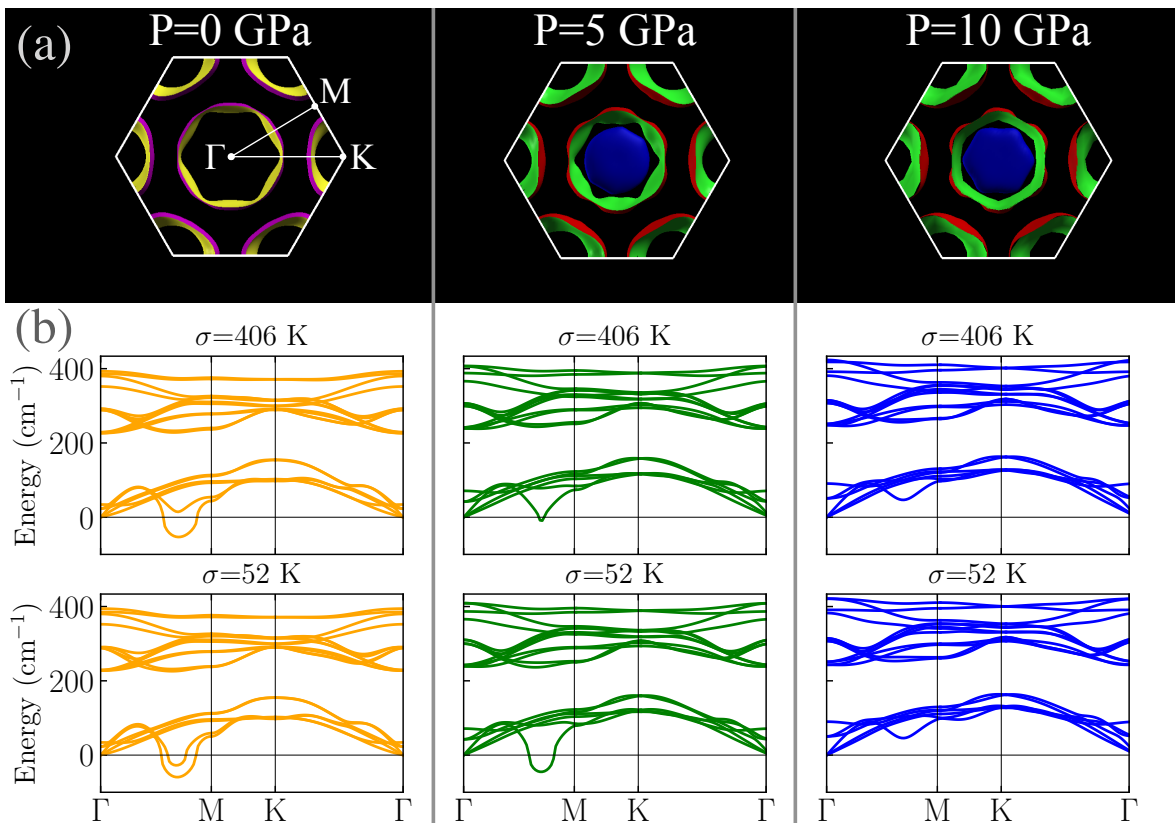 (a)
P=0 GPa
P=5 GPa
P=10 GPa
M
Γ
K
(b)
σ=406 K
σ=406 K
σ=406 K
Energy (cm⁻¹)
400
200
0
σ=52 K
σ=52 K
σ=52 K
Energy (cm⁻¹)
400
200
0
Γ M K Γ
Γ M K Γ
Γ M K Γ